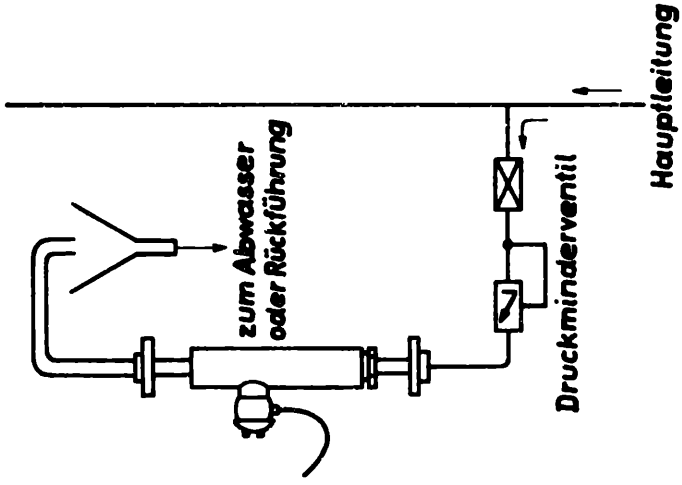 Hauptleitung
zum Abwasser
oder Rückführung
Druckminderventil